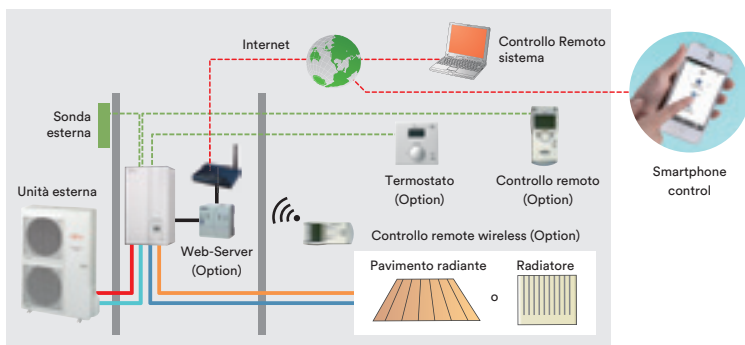 Internet
Controllo Remoto
sistema
Sonda
esterna
Smartphone
control
Termostato
(Option)
Controllo remoto
(Option)
Unità esterna
Web-Server
(Option)
Controllo remote wireless (Option)
Pavimento radiante
o
Radiatore